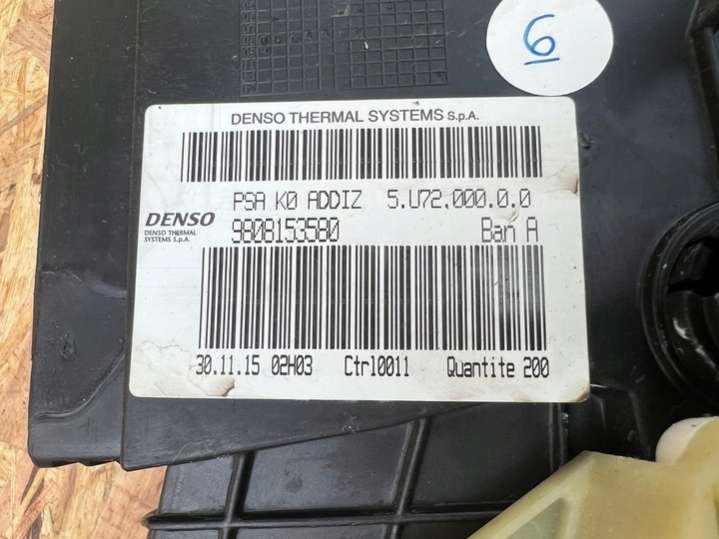 6
DENSO THERMAL SYSTEMS S.p.A.
PSA K0 ADDIZ 5.U72.000.0.0
DENSO
DENSO THERMAL
SYSTEMS S.p.A.
9808153580 Ban A
30.11.15 02H03 Ctrl0011 Quantite 200